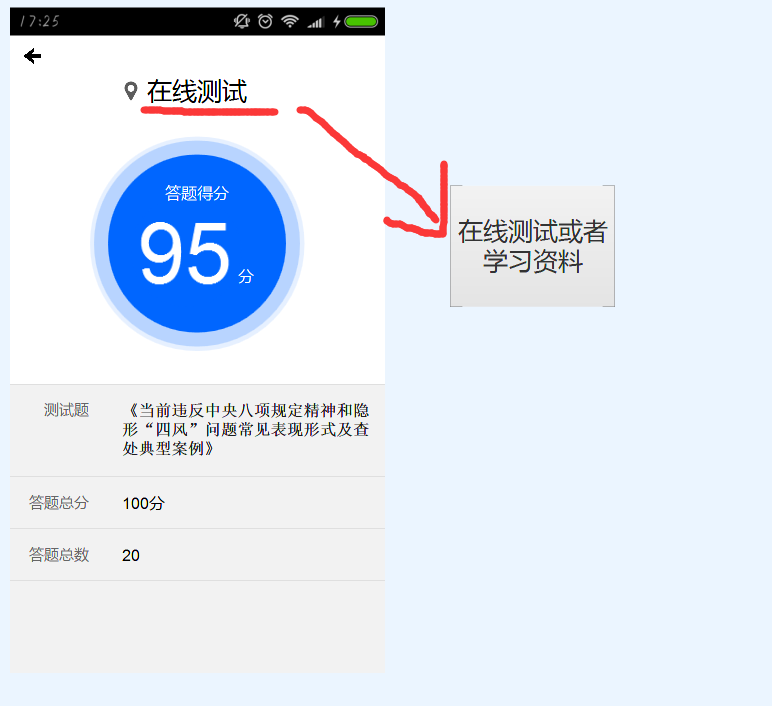 17:25
在线测试
答题得分
95 分
在线测试或者
学习资料
测试题
《当前违反中央八项规定精神和隐
形“四风”问题常见表现形式及查
处典型案例》
答题总分 100分
答题总数 20